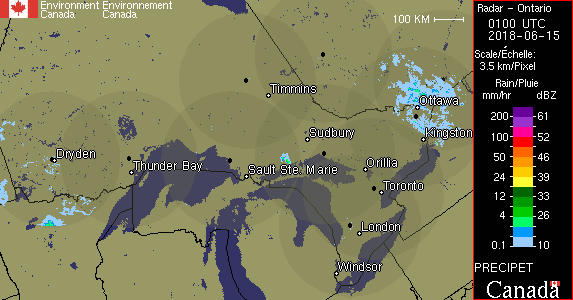 Environment Environnement
Canada Canada
100 KM
Timmins
Ottawa
Sudbury
Kingston
Dryden
Thunder Bay
Sault Ste. Marie
Orillia
Toronto
London
Windsor
Radar - Ontario
0100 UTC
2018-06-15
Scale/Échelle:
3.5 km/Pixel
Rain/Pluie
mm/hr dBZ
200 61
100 52
50 46
24 39
12 33
4 26
0.1 10
PRECIPET
Canada